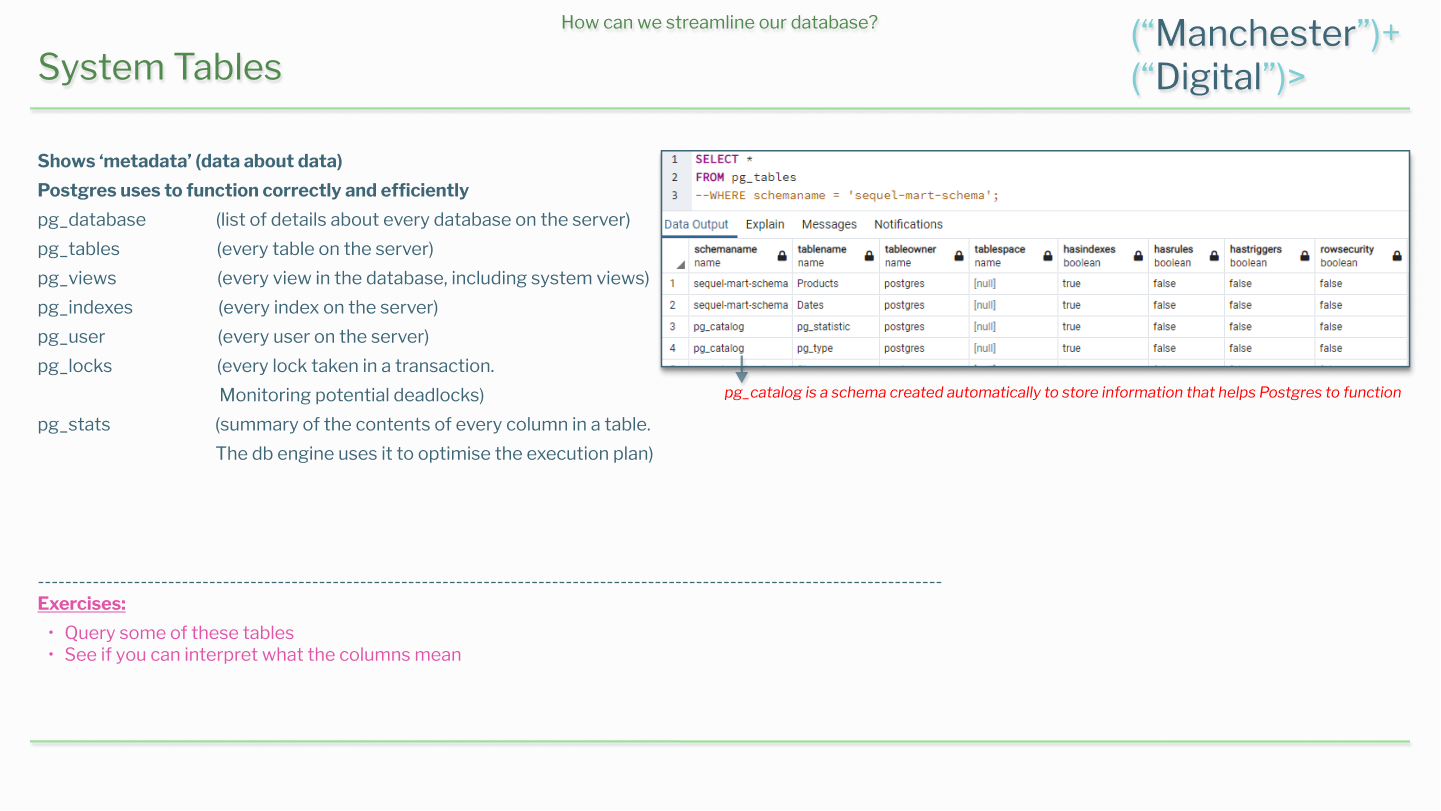 How can we streamline our database?
System Tables
(“Manchester”)+
(“Digital”)>
Shows ‘metadata’ (data about data)
Postgres uses to function correctly and efficiently
pg_database (list of details about every database on the server)
pg_tables (every table on the server)
pg_views (every view in the database, including system views)
pg_indexes (every index on the server)
pg_user (every user on the server)
pg_locks (every lock taken in a transaction.
Monitoring potential deadlocks)
pg_stats (summary of the contents of every column in a table.
The db engine uses it to optimise the execution plan)
1 SELECT *
2 FROM pg_tables
3 --WHERE schemaname = 'sequel-mart-schema';
Data Output Explain Messages Notifications
schemaname tablename tableowner tablespace hasindexes hasrules hastriggers rowsecurity
name name name name boolean boolean boolean boolean
1 sequel-mart-schema Products postgres [null] true false false false
2 sequel-mart-schema Dates postgres [null] true false false false
3 pg_catalog pg_statistic postgres [null] true false false false
4 pg_catalog pg_type postgres [null] true false false false
pg_catalog is a schema created automatically to store information that helps Postgres to function
Exercises:
• Query some of these tables
• See if you can interpret what the columns mean